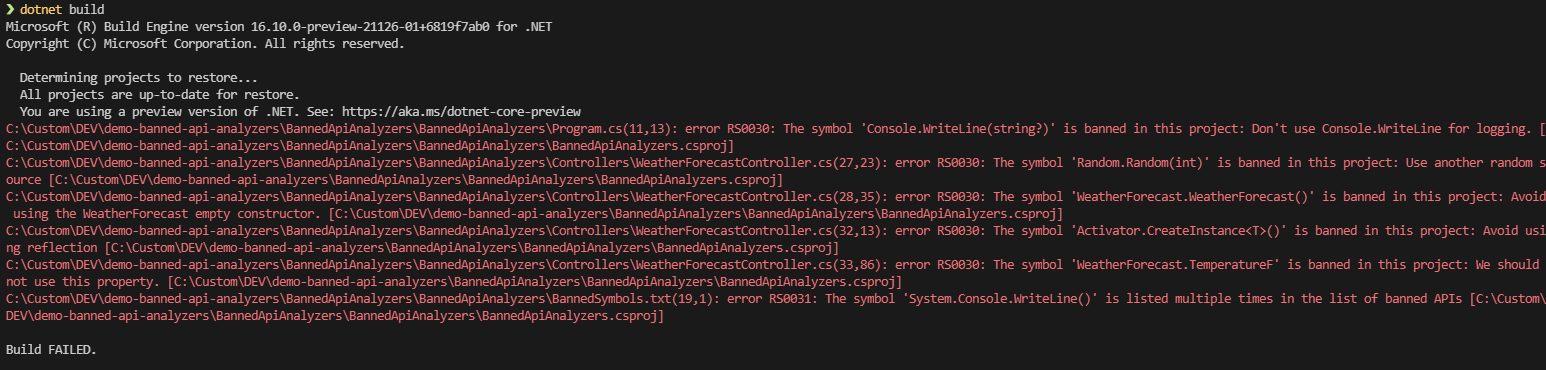 ❯ dotnet build
Microsoft (R) Build Engine version 16.10.0-preview-21126-01+6819f7ab0 for .NET
Copyright (C) Microsoft Corporation. All rights reserved.
Determining projects to restore...
All projects are up-to-date for restore.
You are using a preview version of .NET. See: https://aka.ms/dotnet-core-preview
C:\Custom\DEV\demo-banned-api-analyzers\BannedApiAnalyzers\BannedApiAnalyzers\Program.cs(11,13): error RS0030: The symbol 'Console.WriteLine(string?)' is banned in this project: Don't use Console.WriteLine for logging. [
C:\Custom\DEV\demo-banned-api-analyzers\BannedApiAnalyzers\BannedApiAnalyzers\BannedApiAnalyzers.csproj]
C:\Custom\DEV\demo-banned-api-analyzers\BannedApiAnalyzers\BannedApiAnalyzers\Controllers\WeatherForecastController.cs(27,23): error RS0030: The symbol 'Random.Random(int)' is banned in this project: Use another random s
ource [C:\Custom\DEV\demo-banned-api-analyzers\BannedApiAnalyzers\BannedApiAnalyzers\BannedApiAnalyzers.csproj]
C:\Custom\DEV\demo-banned-api-analyzers\BannedApiAnalyzers\BannedApiAnalyzers\Controllers\WeatherForecastController.cs(28,35): error RS0030: The symbol 'WeatherForecast.WeatherForecast()' is banned in this project: Avoid
using the WeatherForecast empty constructor. [C:\Custom\DEV\demo-banned-api-analyzers\BannedApiAnalyzers\BannedApiAnalyzers\BannedApiAnalyzers.csproj]
C:\Custom\DEV\demo-banned-api-analyzers\BannedApiAnalyzers\BannedApiAnalyzers\Controllers\WeatherForecastController.cs(32,13): error RS0030: The symbol 'Activator.CreateInstance<T>()' is banned in this project: Avoid usi
ng reflection [C:\Custom\DEV\demo-banned-api-analyzers\BannedApiAnalyzers\BannedApiAnalyzers\BannedApiAnalyzers.csproj]
C:\Custom\DEV\demo-banned-api-analyzers\BannedApiAnalyzers\BannedApiAnalyzers\Controllers\WeatherForecastController.cs(33,86): error RS0030: The symbol 'WeatherForecast.TemperatureF' is banned in this project: We should
not use this property. [C:\Custom\DEV\demo-banned-api-analyzers\BannedApiAnalyzers\BannedApiAnalyzers\BannedApiAnalyzers.csproj]
C:\Custom\DEV\demo-banned-api-analyzers\BannedApiAnalyzers\BannedApiAnalyzers\BannedSymbols.txt(19,1): error RS0031: The symbol 'System.Console.WriteLine()' is listed multiple times in the list of banned APIs [C:\Custom\
DEV\demo-banned-api-analyzers\BannedApiAnalyzers\BannedApiAnalyzers\BannedApiAnalyzers.csproj]
Build FAILED.